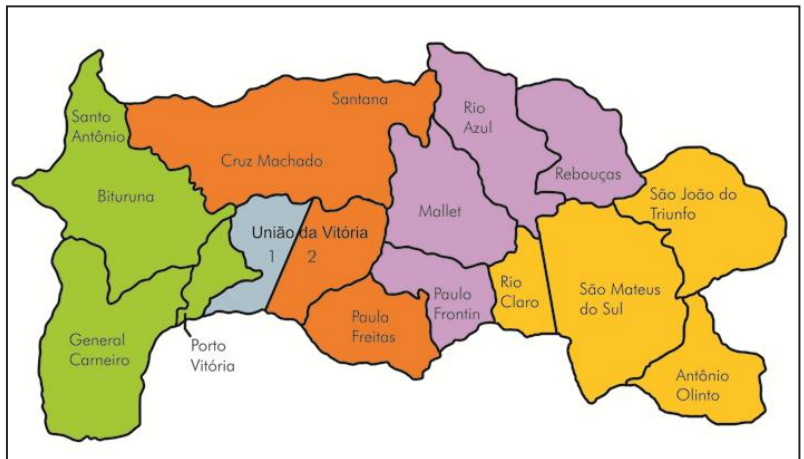 Santo
Antônio
Bituruna
Santana
Cruz Machado
Rio
Azul
Rebouças
São João do
Triunfo
Mallet
União da Vitória
1 2
General
Carneiro
Porto
Vitória
Paula
Freitas
Paulo
Frontin
Rio
Claro
São Mateus
do Sul
Antônio
Olinto